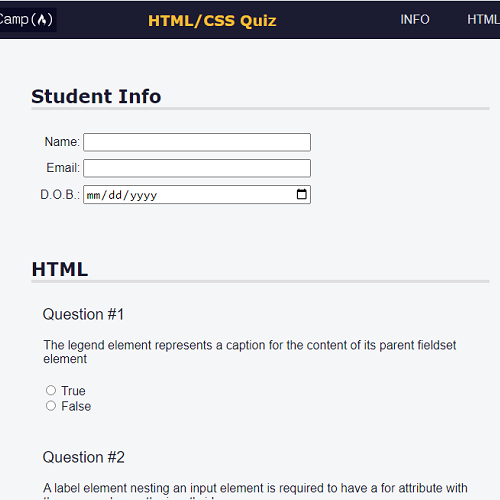 Camp(
HTML/CSS Quiz
INFO
HTML
Student Info
Name:
Email:
D.O.B.:
mm/dd/yyyy
HTML
Question #1
The legend element represents a caption for the content of its parent fieldset
element
True
False
Question #2
A label element nesting an input element is required to have a for attribute with